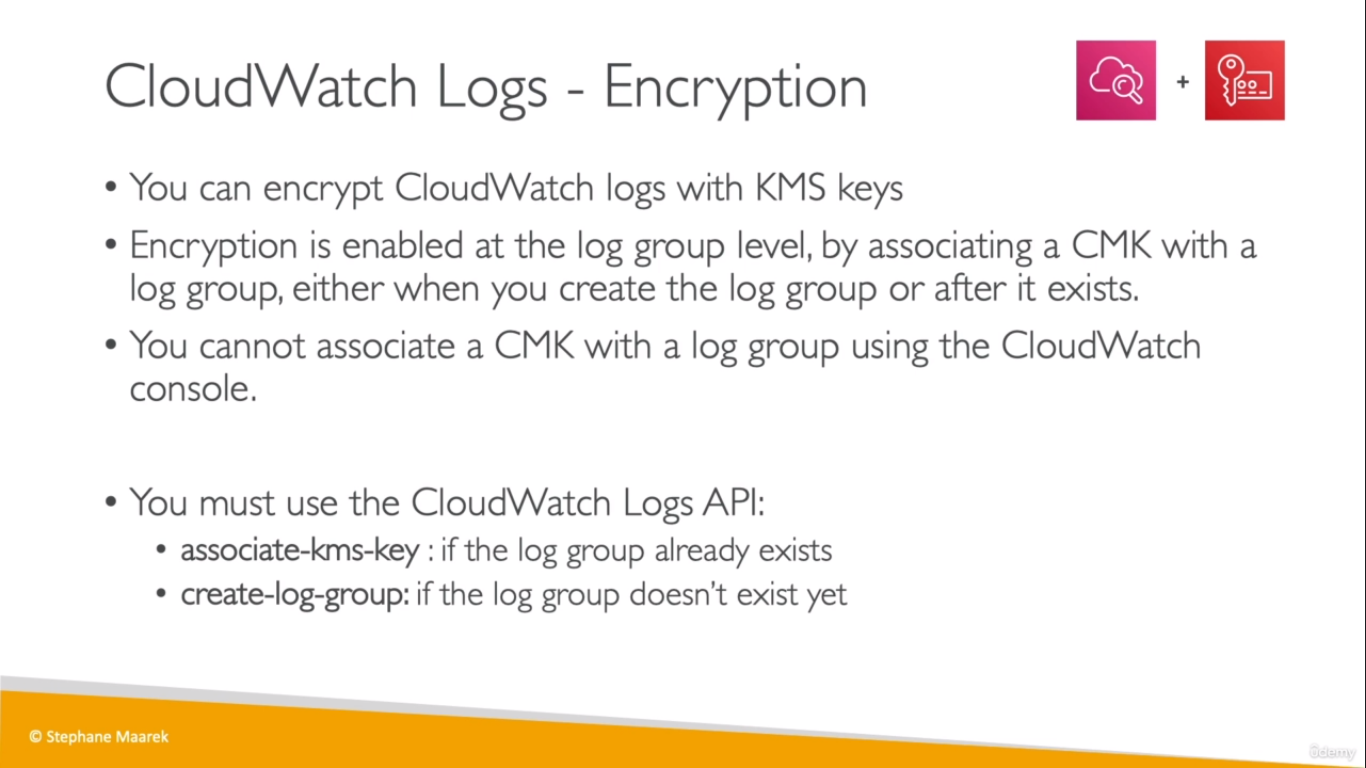 CloudWatch Logs - Encryption
+
• You can encrypt CloudWatch logs with KMS keys
• Encryption is enabled at the log group level, by associating a CMK with a
log group, either when you create the log group or after it exists.
• You cannot associate a CMK with a log group using the CloudWatch
console.
• You must use the CloudWatch Logs API:
• associate-kms-key : if the log group already exists
• create-log-group: if the log group doesn't exist yet
© Stephane Maarek
ûdemy